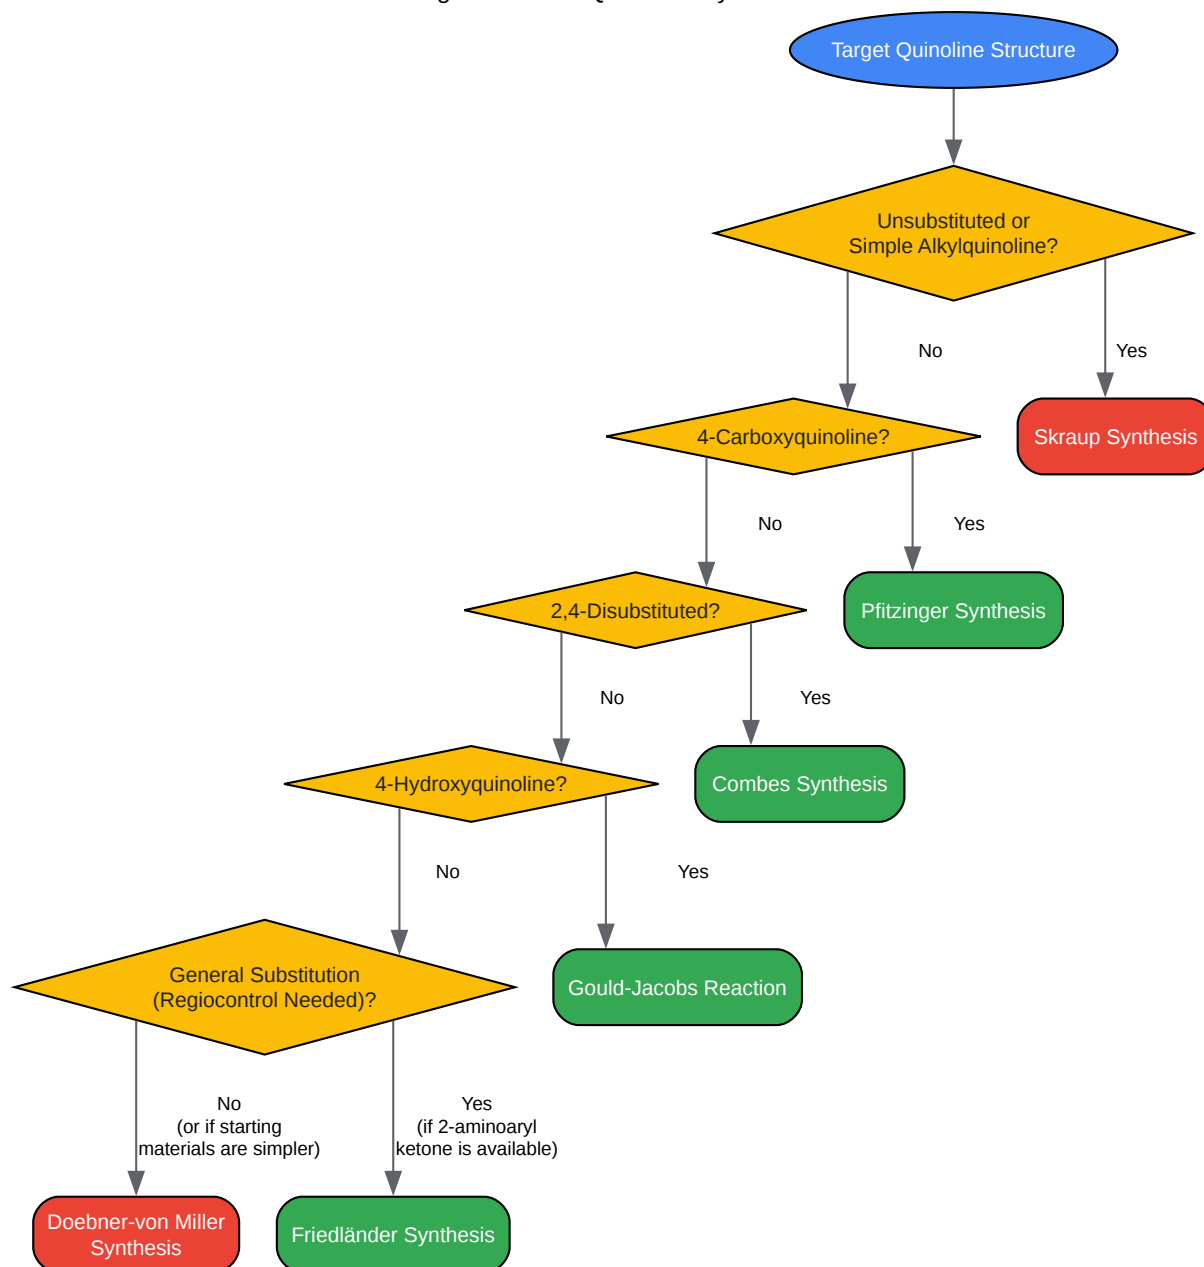 Target Quinoline Structure
Unsubstituted or
Simple Alkylquinoline?
No
Yes
4-Carboxyquinoline?
Skraup Synthesis
No
Yes
2,4-Disubstituted?
Pfitzinger Synthesis
No
Yes
4-Hydroxyquinoline?
Combes Synthesis
No
Yes
General Substitution
(Regiocontrol Needed)?
Gould-Jacobs Reaction
No
(or if starting
materials are simpler)
Yes
(if 2-aminoaryl
ketone is available)
Doebner-von Miller
Synthesis
Friedländer Synthesis